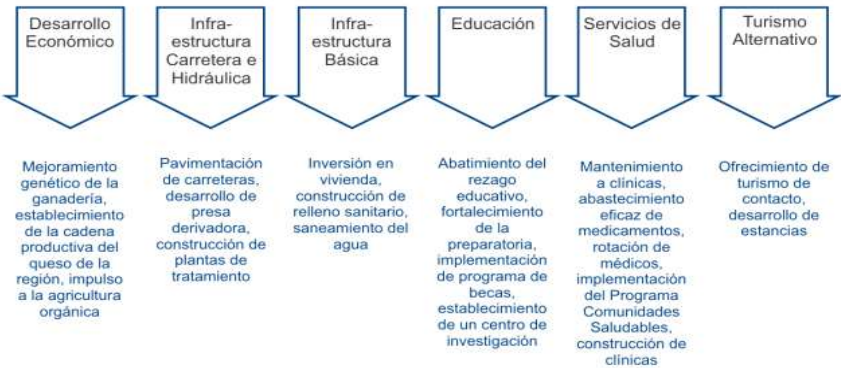 Desarrollo
Económico
Infra-
estructura
Carretera e
Hidráulica
Infra-
estructura
Básica
Educación
Servicios de
Salud
Turismo
Alternativo
Mejoramiento
genético de la
ganadería,
establecimiento
de la cadena
productiva del
queso de la
región, impulso
a la agricultura
orgánica
Pavimentación
de carreteras,
desarrollo de
presa
derivadora,
construcción de
plantas de
tratamiento
Inversión en
vivienda,
construcción de
relleno sanitario,
saneamiento del
agua
Abatimiento del
rezago
educativo,
fortalecimiento
de la
preparatoria,
implementación
de programa de
becas,
establecimiento
de un centro de
investigación
Mantenimiento
a clínicas,
abastecimiento
eficaz de
medicamentos,
rotación de
médicos,
implementación
del Programa
Comunidades
Saludables,
construcción de
clínicas
Ofrecimiento de
turismo de
contacto,
desarrollo de
estancias